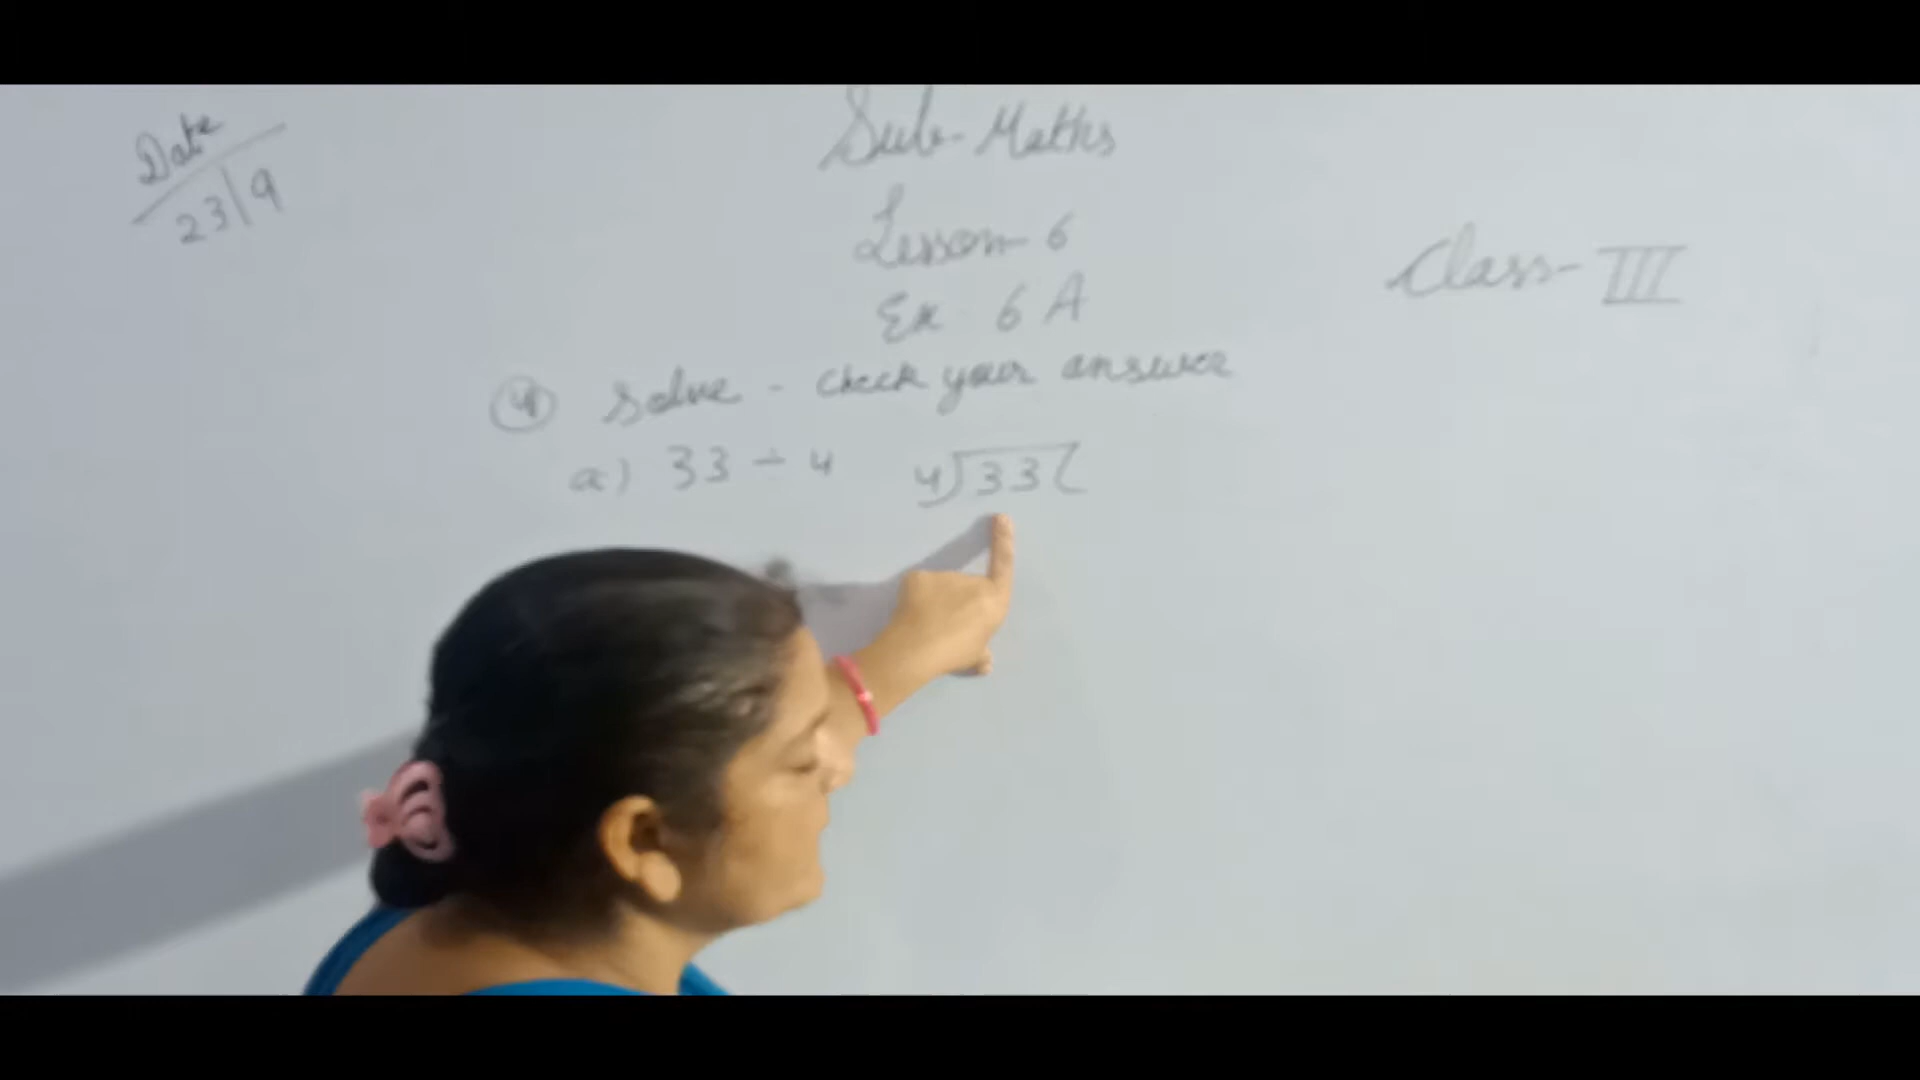 Date
23/9
Sub-Maths
Lesson-6
Ex 6 A
Class-III
④ Solve - check your answer
a) 33 ÷ 4 4)33(